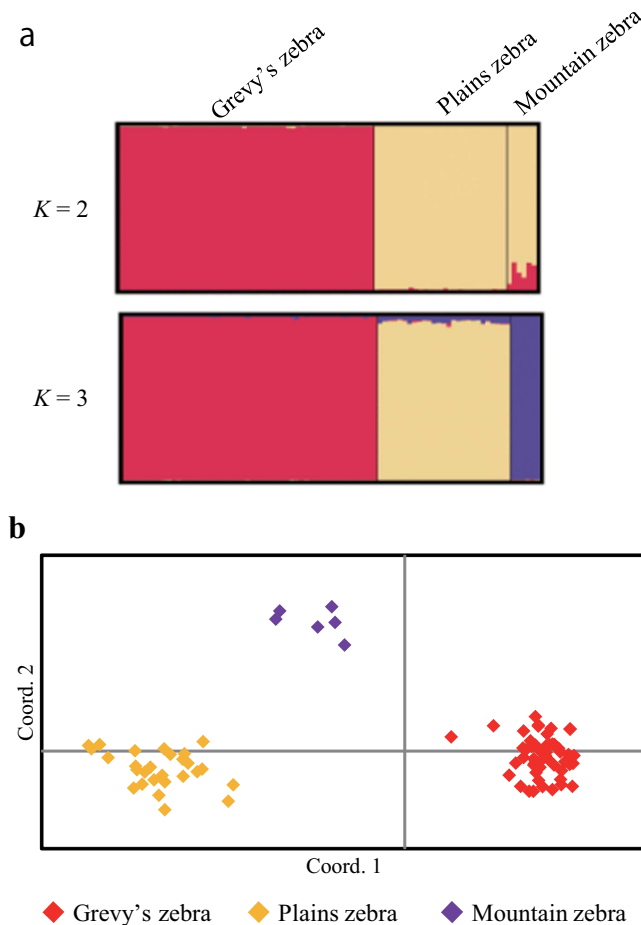 a
Grevy's zebra
Plains zebra
Mountain zebra
K = 2
K = 3
b
Coord. 2
Coord. 1
Grevy's zebra Plains zebra Mountain zebra